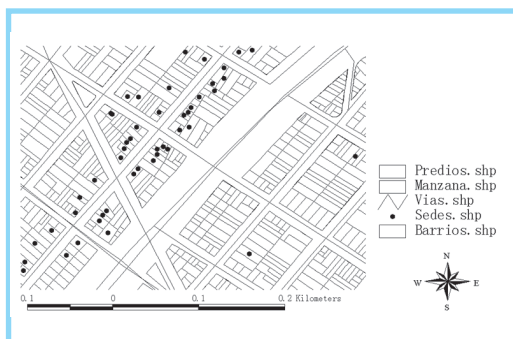 Predios.shp
Manzana.shp
Vias.shp
Sedes.shp
Barrios.shp
N
W E
S
0.1 0 0.1 0.2 Kilometers